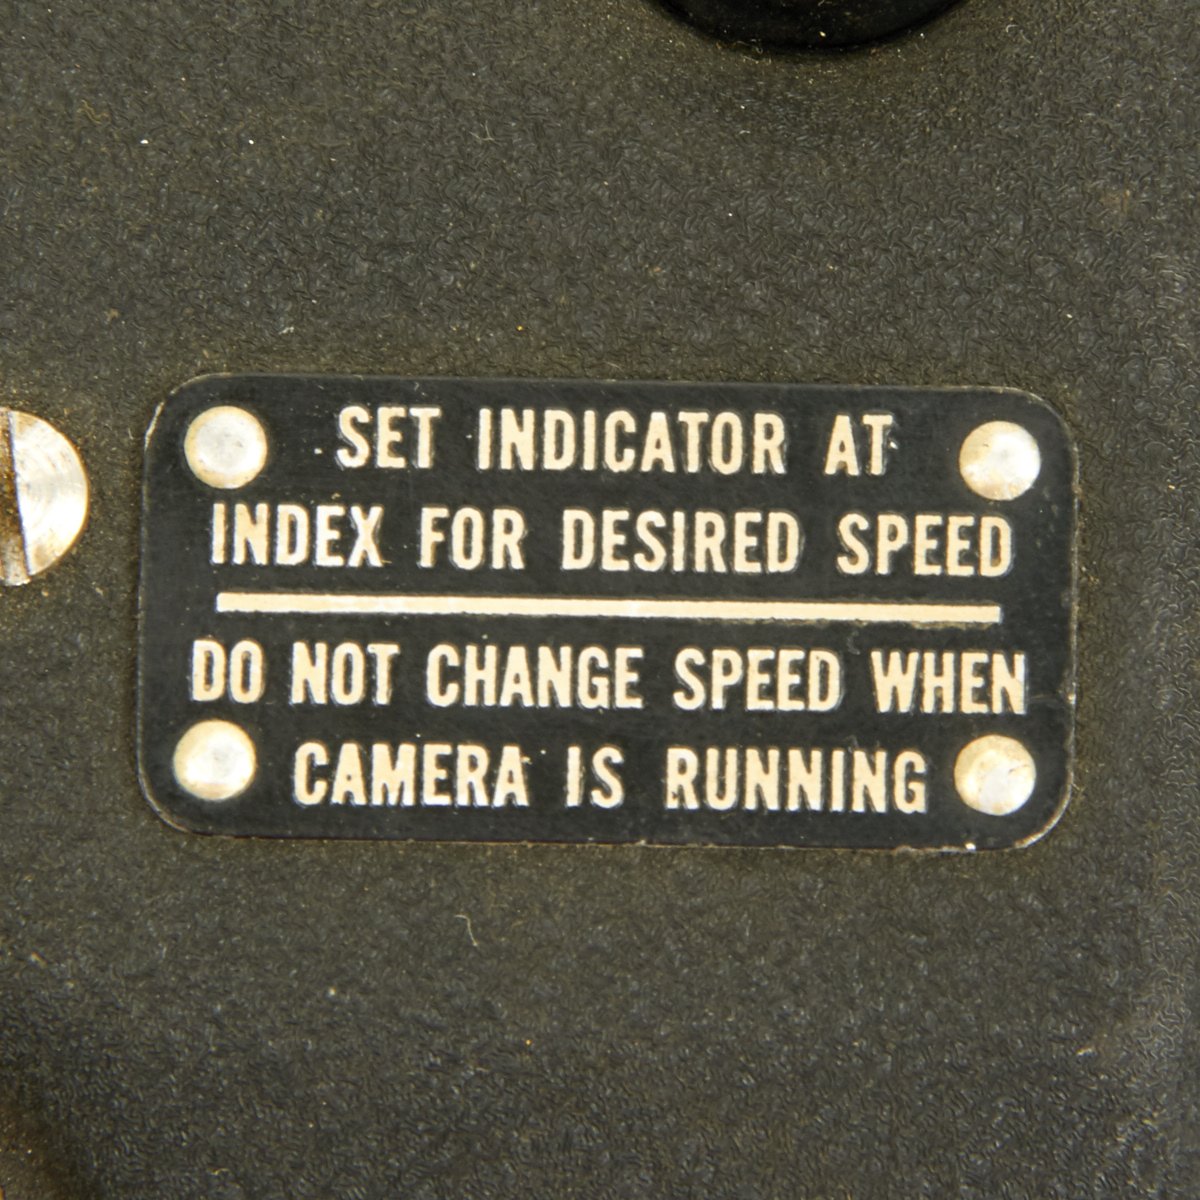 SET INDICATOR AT
INDEX FOR DESIRED SPEED
DO NOT CHANGE SPEED WHEN
CAMERA IS RUNNING